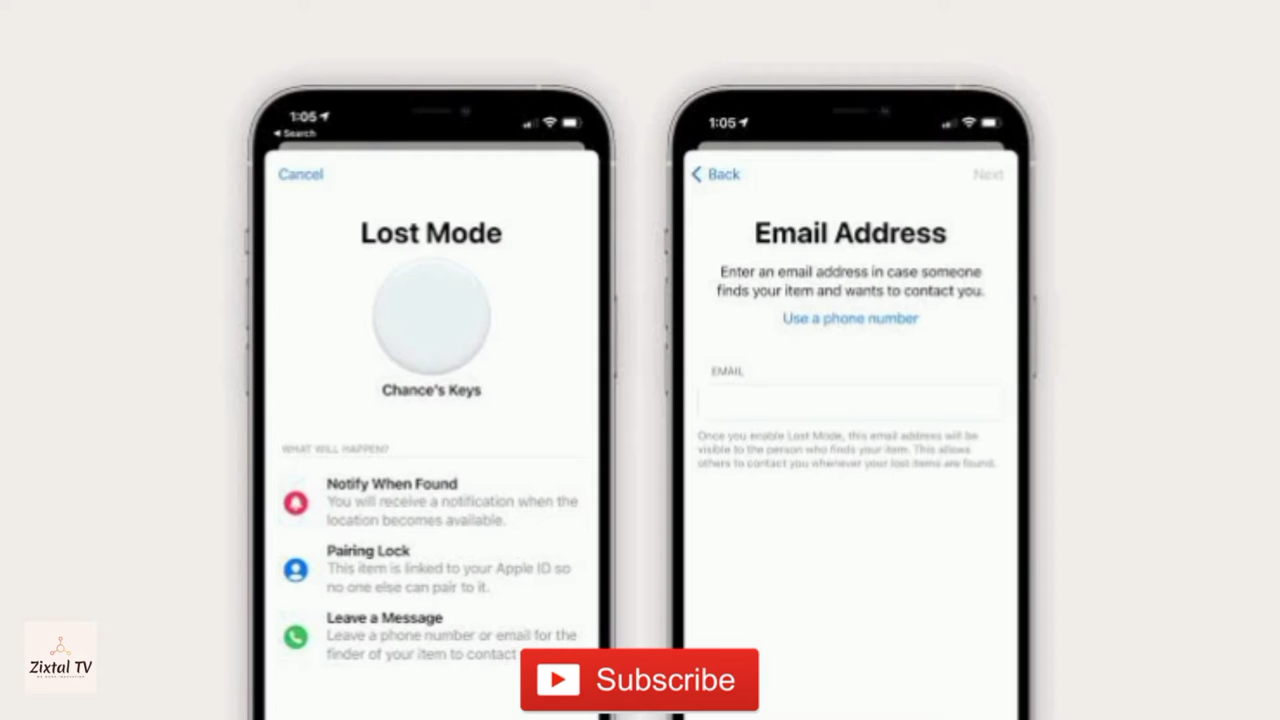 1:05
Search
Cancel
Lost Mode
Chance's Keys
WHAT WILL HAPPEN?
Notify When Found
You will receive a notification when the
location becomes available.
Pairing Lock
This item is linked to your Apple ID so
no one else can pair to it.
Leave a Message
Leave a phone number or email for the
finder of your item to contact
1:05
Back
Next
Email Address
Enter an email address in case someone
finds your item and wants to contact you.
Use a phone number
EMAIL
Once you enable Lost Mode, this email address will be
visible to the person who finds your item. This allows
others to contact you whenever your lost items are found.
Zixtal TV
Subscribe